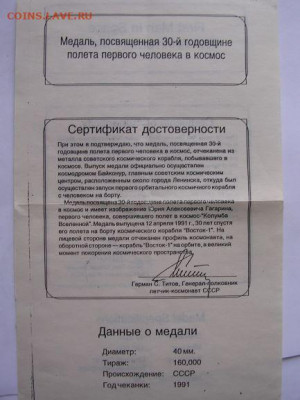 COINS.LAVE.RU
Медаль, посвященная 30-й годовщине
полета первого человека в космос
Сертификат достоверности
При этом я подтверждаю, что медаль, посвященная 30-й
годовщине полета первого человека в космос, отчеканена из
металла советского космического корабля, побывавшего в
космосе. Выпуск медали официально осуществлен
космодромом Байконур, главным советским космическим
центром, расположенным около города Ленинска, откуда был
осуществлен запуск первого орбитального космичного корабля
с человеком на борту.
Медаль посвящена 30-й годовщине полета первого человека
в космос и имеет изображение Юрия Алексеевича Гагарина,
первого человека, совершившего полет в космос "Колумба
Вселенной". Медаль выпущена 12 апреля 1991 г., 30 лет спустя
его полета на борту космического корабля "Восток-1". На
лицевой стороне медали отчеканен профиль космонавта, на
оборотной стороне — корабль "Восток-1" на орбите, в великий
момент покорения космического пространства.
Герман С. Титов, Генерал-полковник
летчик-космонавт СССР
Данные о медали
Диаметр: 40 мм.
Тираж: 160,000
Происхождение: СССР
Год чеканки: 1991